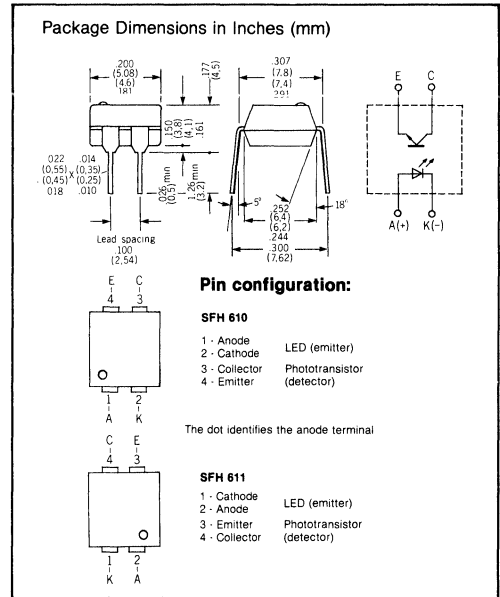 Package Dimensions in Inches (mm)
.200
(5.08)
(4.6)
.181
.177
(4,5)
.307
(7,8)
(7,4)
.291
E C
.150
(3,8)
(4,1)
.161
.022 .014
(0,55) x (0,35)
(0,45) (0,25)
.018 .010
.026 min
(0,5)
1.26 min
(3.2)
5°
.252
(6,4)
(6,2)
.244
18°
.300
(7,62)
A(+) K(-)
Lead spacing
.100
(2,54)
E C
4 3
1 2
A K
Pin configuration:
SFH 610
1 - Anode
2 - Cathode
LED (emitter)
3 - Collector
4 - Emitter
Phototransistor
(detector)
The dot identifies the anode terminal
C E
4 3
1 2
K A
SFH 611
1 - Cathode
2 - Anode
LED (emitter)
3 - Emitter
4 - Collector
Phototransistor
(detector)